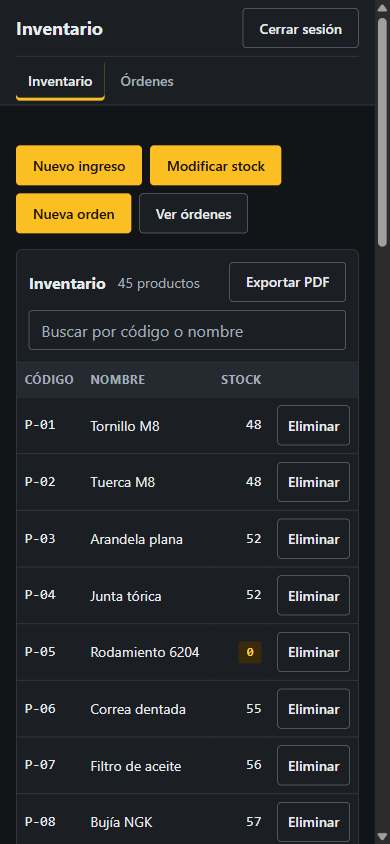 Inventario Cerrar sesión
Inventario Órdenes
Nuevo ingreso Modificar stock
Nueva orden Ver órdenes
Inventario 45 productos Exportar PDF
Buscar por código o nombre
CÓDIGO NOMBRE STOCK
P-01 Tornillo M8 48 Eliminar
P-02 Tuerca M8 48 Eliminar
P-03 Arandela plana 52 Eliminar
P-04 Junta tórica 52 Eliminar
P-05 Rodamiento 6204 0 Eliminar
P-06 Correa dentada 55 Eliminar
P-07 Filtro de aceite 56 Eliminar
P-08 Bujía NGK 57 Eliminar